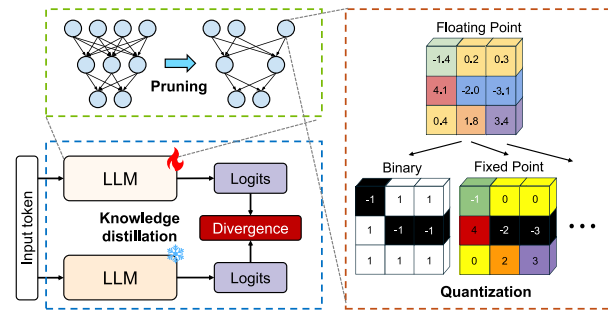 Pruning
Floating Point
-1.4 0.2 0.3
4.1 -2.0 -3.1
0.4 1.8 3.4
Binary
-1 1 1
1 -1 -1
1 1 1
Fixed Point
-1 0 0
4 -2 -3
0 2 3
...
Quantization
Input token
LLM
Logits
Knowledge
distillation
Divergence
LLM
Logits